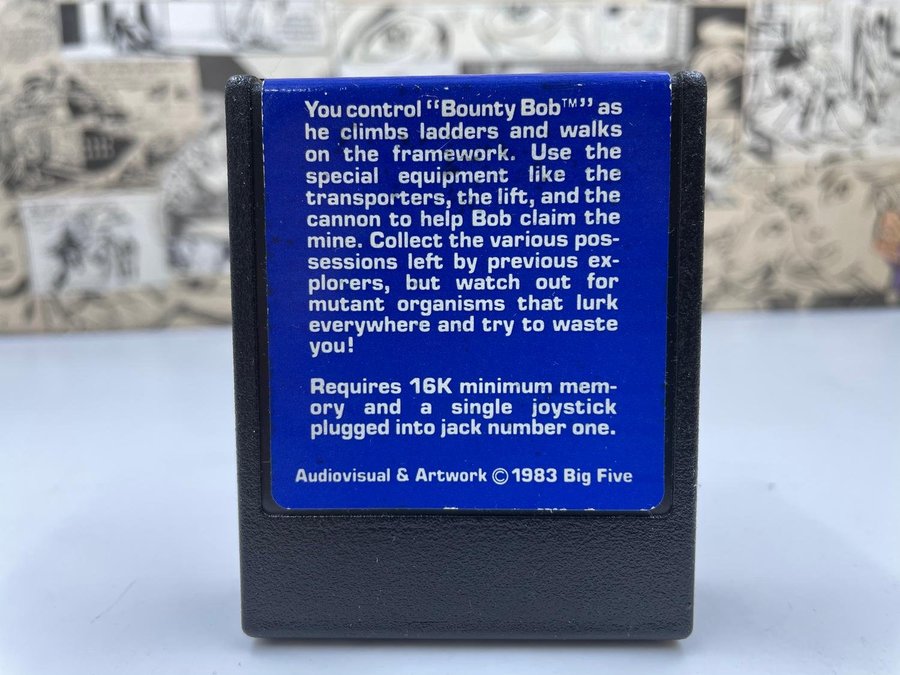 You control "Bounty Bob™" as
he climbs ladders and walks
on the framework. Use the
special equipment like the
transporters, the lift, and the
cannon to help Bob claim the
mine. Collect the various pos-
sessions left by previous ex-
plorers, but watch out for
mutant organisms that lurk
everywhere and try to waste
you!
Requires 16K minimum mem-
ory and a single joystick
plugged into jack number one.
Audiovisual & Artwork © 1983 Big Five